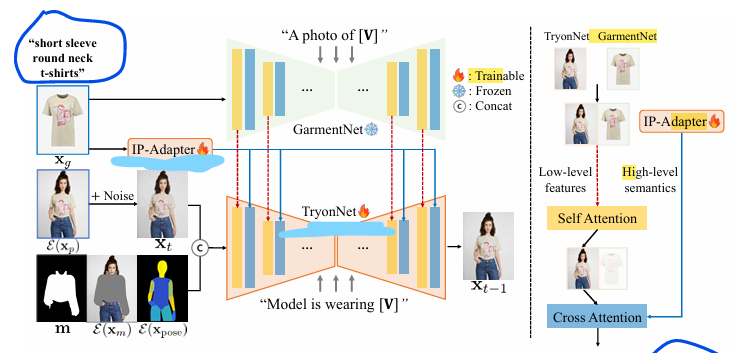 “short sleeve
round neck
t-shirts”
x_g
IP-Adapter
+ Noise
ℰ(x_p)
x_t
m
ℰ(x_m)
ℰ(x_pose)
“A photo of [V]”
...
...
GarmentNet
: Trainable
: Frozen
C : Concat
C
TryonNet
...
...
“Model is wearing [V]”
x_{t−1}
TryonNet GarmentNet
IP-Adapter
Low-level
features
High-level
semantics
Self Attention
Cross Attention